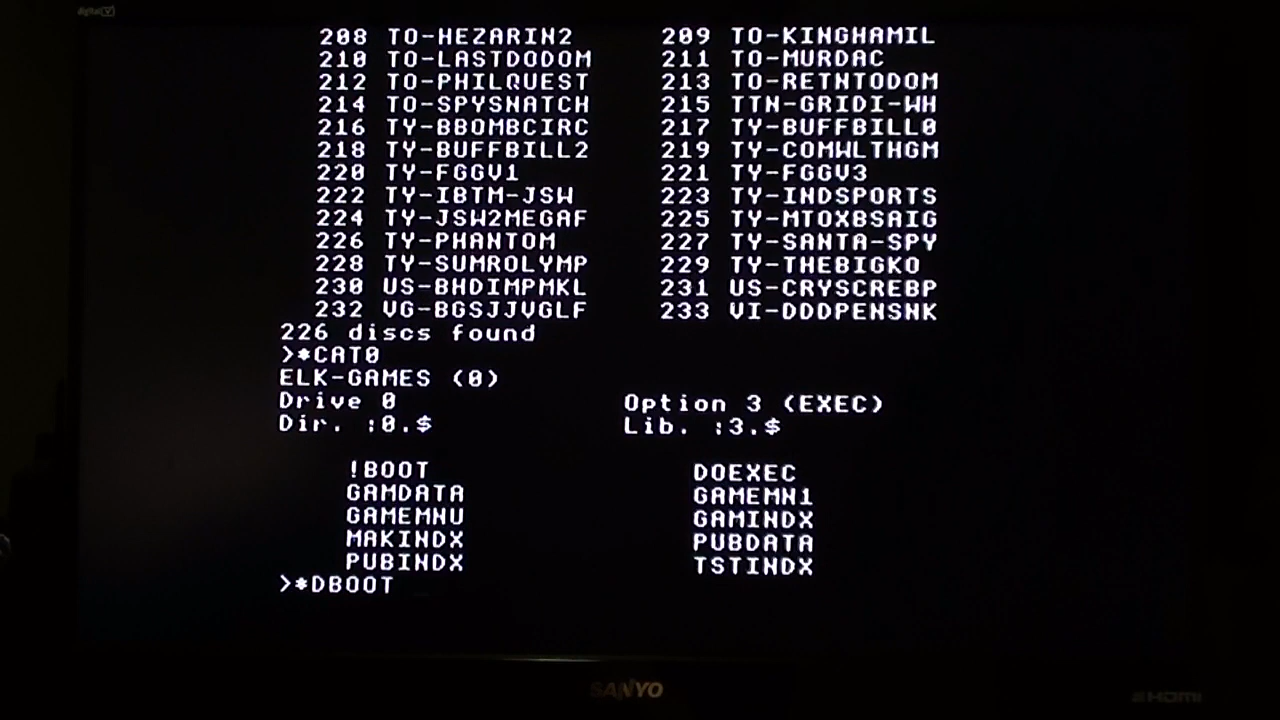 digital
208 TO-HEZARIN2 209 TO-KINGHAMIL
210 TO-LASTDODOM 211 TO-MURDAC
212 TO-PHILQUEST 213 TO-RETNTODOM
214 TO-SPYSNATCH 215 TTN-GRIDI-WH
216 TY-BBOMBCIRC 217 TY-BUFFBILL0
218 TY-BUFFBILL2 219 TY-COMWLTHGM
220 TY-FGGV1 221 TY-FGGV3
222 TY-IBTM-JSW 223 TY-INDSPORTS
224 TY-JSW2MEGAF 225 TY-MTOXBSAIG
226 TY-PHANTOM 227 TY-SANTA-SPY
228 TY-SUMROLYMP 229 TY-THEBIGKO
230 US-BHDIMPMKL 231 US-CRYSCREBP
232 VG-BGSJJVGLF 233 VI-DDDPENSNK
226 discs found
>*CAT0
ELK-GAMES (0)
Drive 0 Option 3 (EXEC)
Dir. :0.$ Lib. :3.$
!BOOT DOEXEC
GAMDATA GAMEMN1
GAMEMNU GAMINDX
MAKINDX PUBDATA
PUBINDX TSTINDX
>*DBOOT
SANYO
HDMI